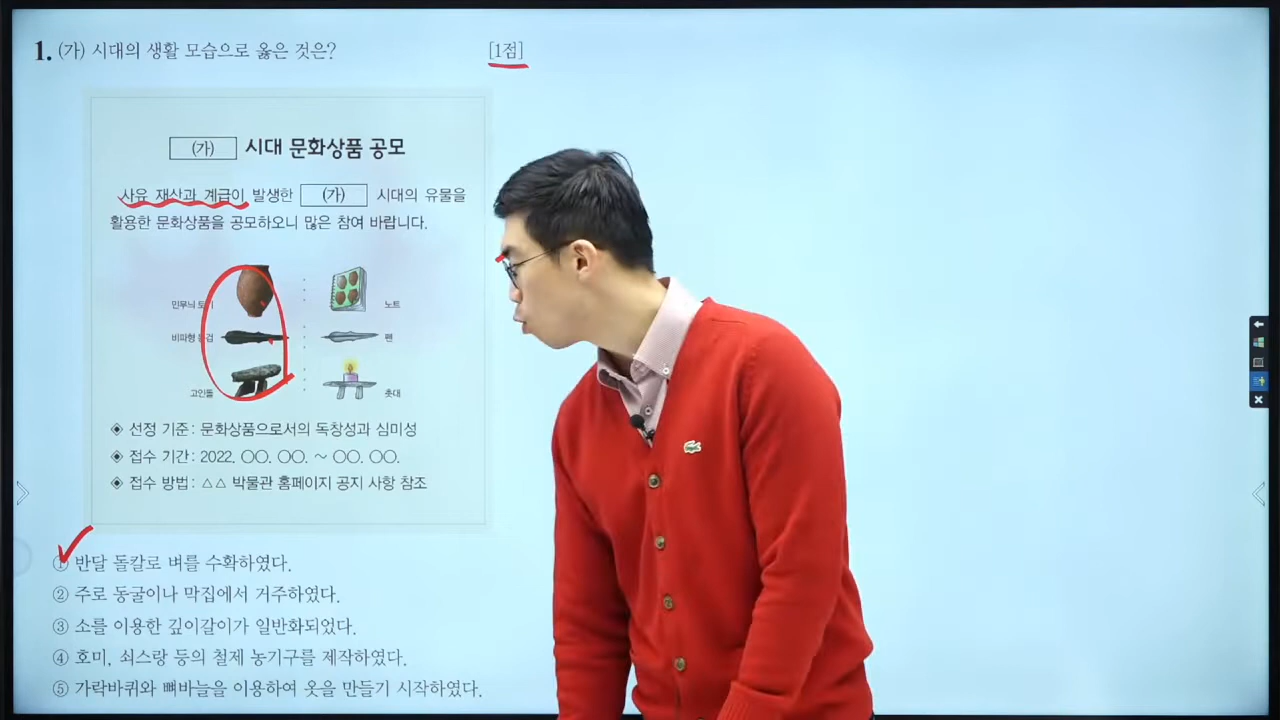 1. (가) 시대의 생활 모습으로 옳은 것은? [1점]
(가) 시대 문화상품 공모
사유 재산과 계급이 발생한 (가) 시대의 유물을
활용한 문화상품을 공모하오니 많은 참여 바랍니다.
민무늬 토기 노트
비파형 동검 펜
고인돌 촛대
◈ 선정 기준: 문화상품으로서의 독창성과 심미성
◈ 접수 기간: 2022. ○○. ○○. ~ ○○. ○○.
◈ 접수 방법: △△ 박물관 홈페이지 공지 사항 참조
① 반달 돌칼로 벼를 수확하였다.
② 주로 동굴이나 막집에서 거주하였다.
③ 소를 이용한 깊이갈이가 일반화되었다.
④ 호미, 쇠스랑 등의 철제 농기구를 제작하였다.
⑤ 가락바퀴와 뼈바늘을 이용하여 옷을 만들기 시작하였다.